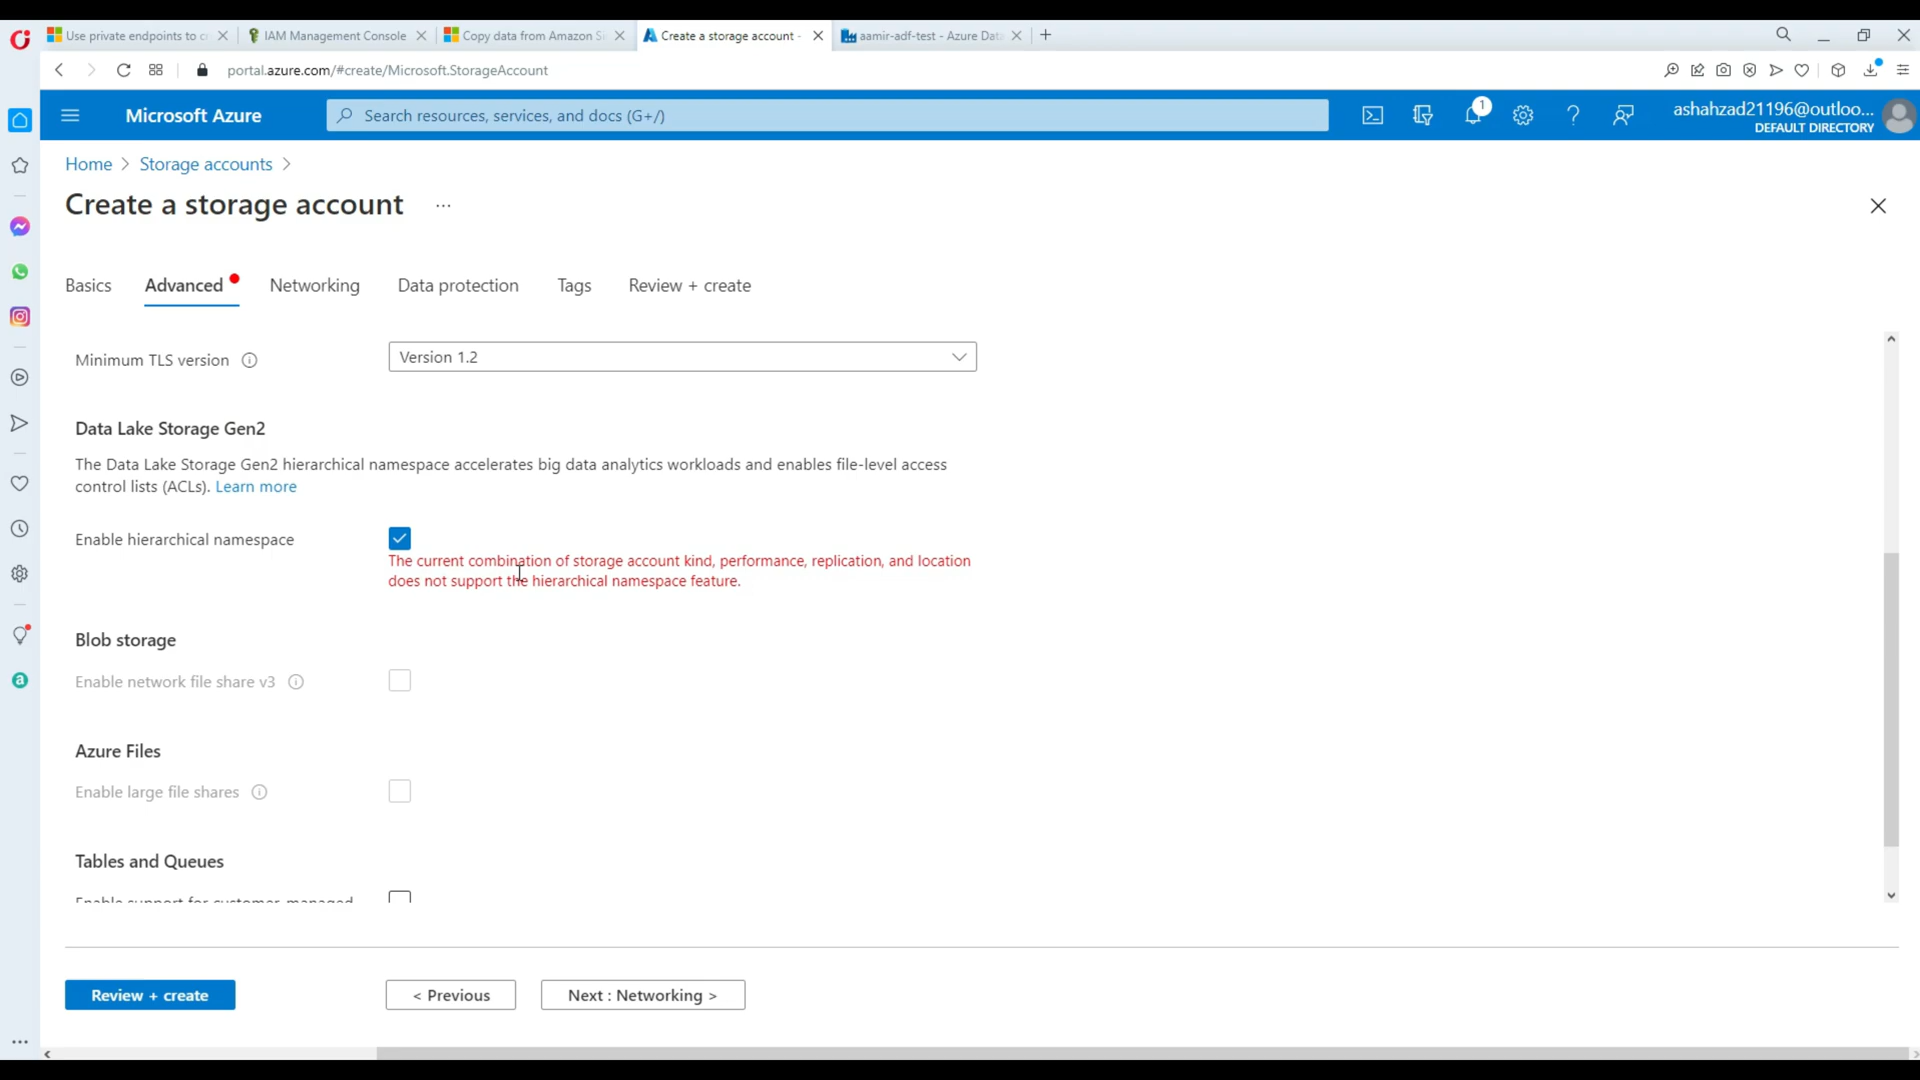 Use private endpoints to cr
IAM Management Console
Copy data from Amazon Si
Create a storage account -
aamir-adf-test - Azure Data
portal.azure.com/#create/Microsoft.StorageAccount
Microsoft Azure
Search resources, services, and docs (G+/)
1
ashahzad21196@outloo...
DEFAULT DIRECTORY
Home > Storage accounts >
Create a storage account ...
Basics
Advanced
Networking
Data protection
Tags
Review + create
Minimum TLS version
Version 1.2
Data Lake Storage Gen2
The Data Lake Storage Gen2 hierarchical namespace accelerates big data analytics workloads and enables file-level access
control lists (ACLs). Learn more
Enable hierarchical namespace
The current combination of storage account kind, performance, replication, and location
does not support the hierarchical namespace feature.
Blob storage
Enable network file share v3
Azure Files
Enable large file shares
Tables and Queues
Enable support for customer-managed
Review + create
< Previous
Next : Networking >